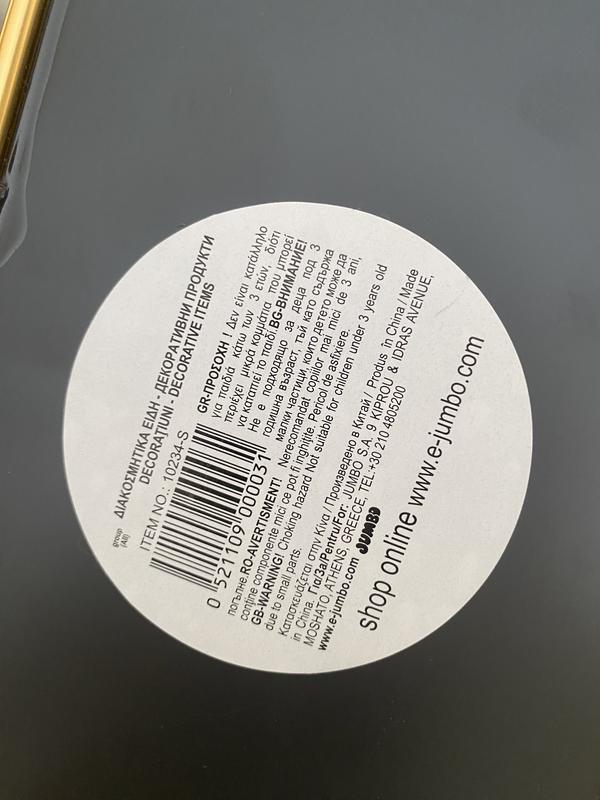 group
(All)
ΔΙΑΚΟΣΜΗΤΙΚΑ ΕΙΔΗ - ДЕКОРАТИВНИ ПРОДУКТИ
DECORATIUNI - DECORATIVE ITEMS
ITEM NO.: 10234-S
0 521109 000031
GR-ΠΡΟΣΟΧΗ ! Δεν είναι κατάλληλο
για παιδιά κάτω των 3 ετών, διότι
περιέχει μικρά κομμάτια που μπορεί
να καταπιεί το παιδί.BG-ВНИМАНИЕ!
Не е подходящо за деца под 3
годишна възраст, тъй като съдържа
малки частици, които детето може да
погълне.RO-AVERTISMENT! Nerecomandat copiilor mai mici de 3 ani,
conţine componente mici ce pot fi inghiţite. Pericol de asfixiere.
GB-WARNING! Choking hazard Not suitable for children under 3 years old
due to small parts.
Κατασκευάζεται στην Κίνα / Произведено в Китай / Produs în China / Made
in China. Για/За/Pentru/For: JUMBO S.A. 9 KIPROU & IDRAS AVENUE,
MOSHATO, ATHENS, GREECE, TEL:+30 210 4805200
www.e-jumbo.com JUMBO
shop online www.e-jumbo.com